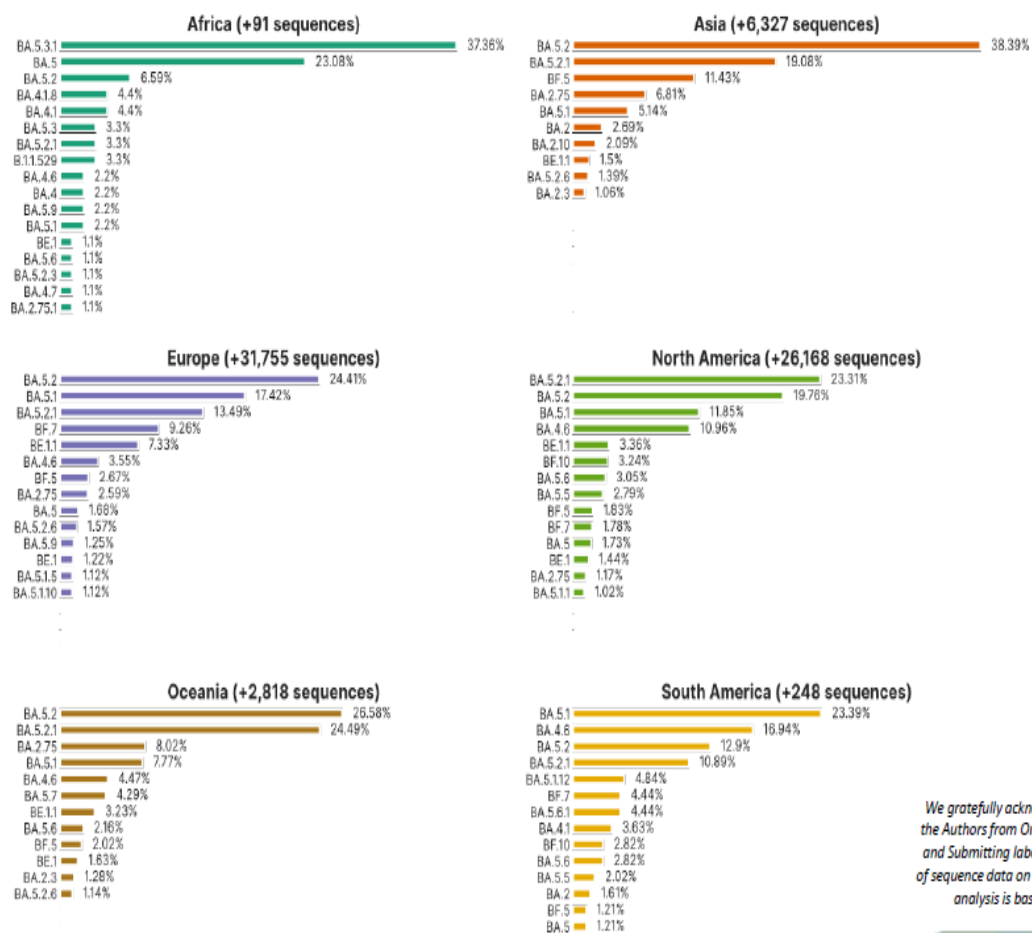 Africa (+91 sequences)
BA.5.3.1 37.36%
BA.5 23.08%
BA.5.2 6.59%
BA.4.1.8 4.4%
BA.4.1 4.4%
BA.5.3 3.3%
BA.5.2.1 3.3%
B.1.1.529 3.3%
BA.4.6 2.2%
BA.4 2.2%
BA.5.9 2.2%
BA.5.1 2.2%
BE.1 1.1%
BA.5.6 1.1%
BA.5.2.3 1.1%
BA.4.7 1.1%
BA.2.75.1 1.1%
Asia (+6,327 sequences)
BA.5.2 38.39%
BA.5.2.1 19.08%
BF.5 11.43%
BA.2.75 6.81%
BA.5.1 5.14%
BA.2 2.69%
BA.2.10 2.09%
BE.1.1 1.5%
BA.5.2.6 1.39%
BA.2.3 1.06%
Europe (+31,755 sequences)
BA.5.2 24.41%
BA.5.1 17.42%
BA.5.2.1 13.49%
BF.7 9.26%
BE.1.1 7.33%
BA.4.6 3.55%
BF.5 2.67%
BA.2.75 2.59%
BA.5 1.68%
BA.5.2.6 1.57%
BA.5.9 1.25%
BE.1 1.22%
BA.5.1.5 1.12%
BA.5.1.10 1.12%
North America (+26,168 sequences)
BA.5.2.1 23.31%
BA.5.2 19.76%
BA.5.1 11.85%
BA.4.6 10.96%
BE.1.1 3.36%
BF.10 3.24%
BA.5.6 3.05%
BA.5.5 2.79%
BF.5 1.83%
BF.7 1.78%
BA.5 1.73%
BE.1 1.44%
BA.2.75 1.17%
BA.5.1.1 1.02%
Oceania (+2,818 sequences)
BA.5.2 26.58%
BA.5.2.1 24.49%
BA.2.75 8.02%
BA.5.1 7.77%
BA.4.6 4.47%
BA.5.7 4.29%
BE.1.1 3.23%
BA.5.6 2.16%
BF.5 2.02%
BE.1 1.63%
BA.2.3 1.28%
BA.5.2.6 1.14%
South America (+248 sequences)
BA.5.1 23.39%
BA.4.6 16.94%
BA.5.2 12.9%
BA.5.2.1 10.89%
BA.5.1.12 4.84%
BF.7 4.44%
BA.5.6.1 4.44%
BA.4.1 3.63%
BF.10 2.82%
BA.5.6 2.82%
BA.5.5 2.02%
BA.2 1.61%
BF.5 1.21%
BA.5 1.21%
We gratefully ackn
the Authors from Or
and Submitting lab
of sequence data on
analysis is bas